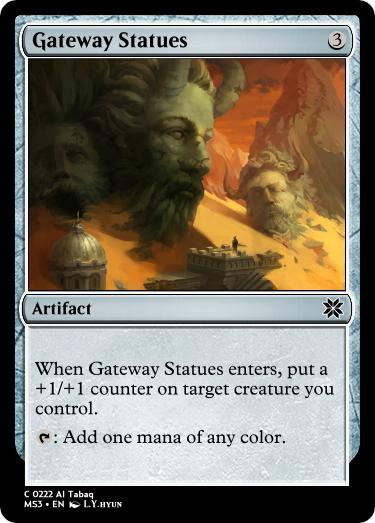 Gateway Statues
3
Artifact
When Gateway Statues enters, put a
+1/+1 counter on target creature you
control.
: Add one mana of any color.
C 0222 Al Tabaq
MS3 • EN L.Y.HYUN